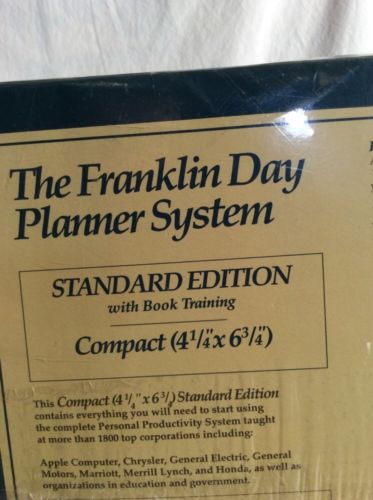 The Franklin Day
Planner System
STANDARD EDITION
with Book Training
Compact (4¹/₄" x 6³/₄")
This Compact (4¹/₄" x 6³/₄) Standard Edition
contains everything you will need to start using
the complete Personal Productivity System taught
at more than 1800 top corporations including:
Apple Computer, Chrysler, General Electric, General
Motors, Marriott, Merrill Lynch, and Honda, as well as
organizations in education and government.